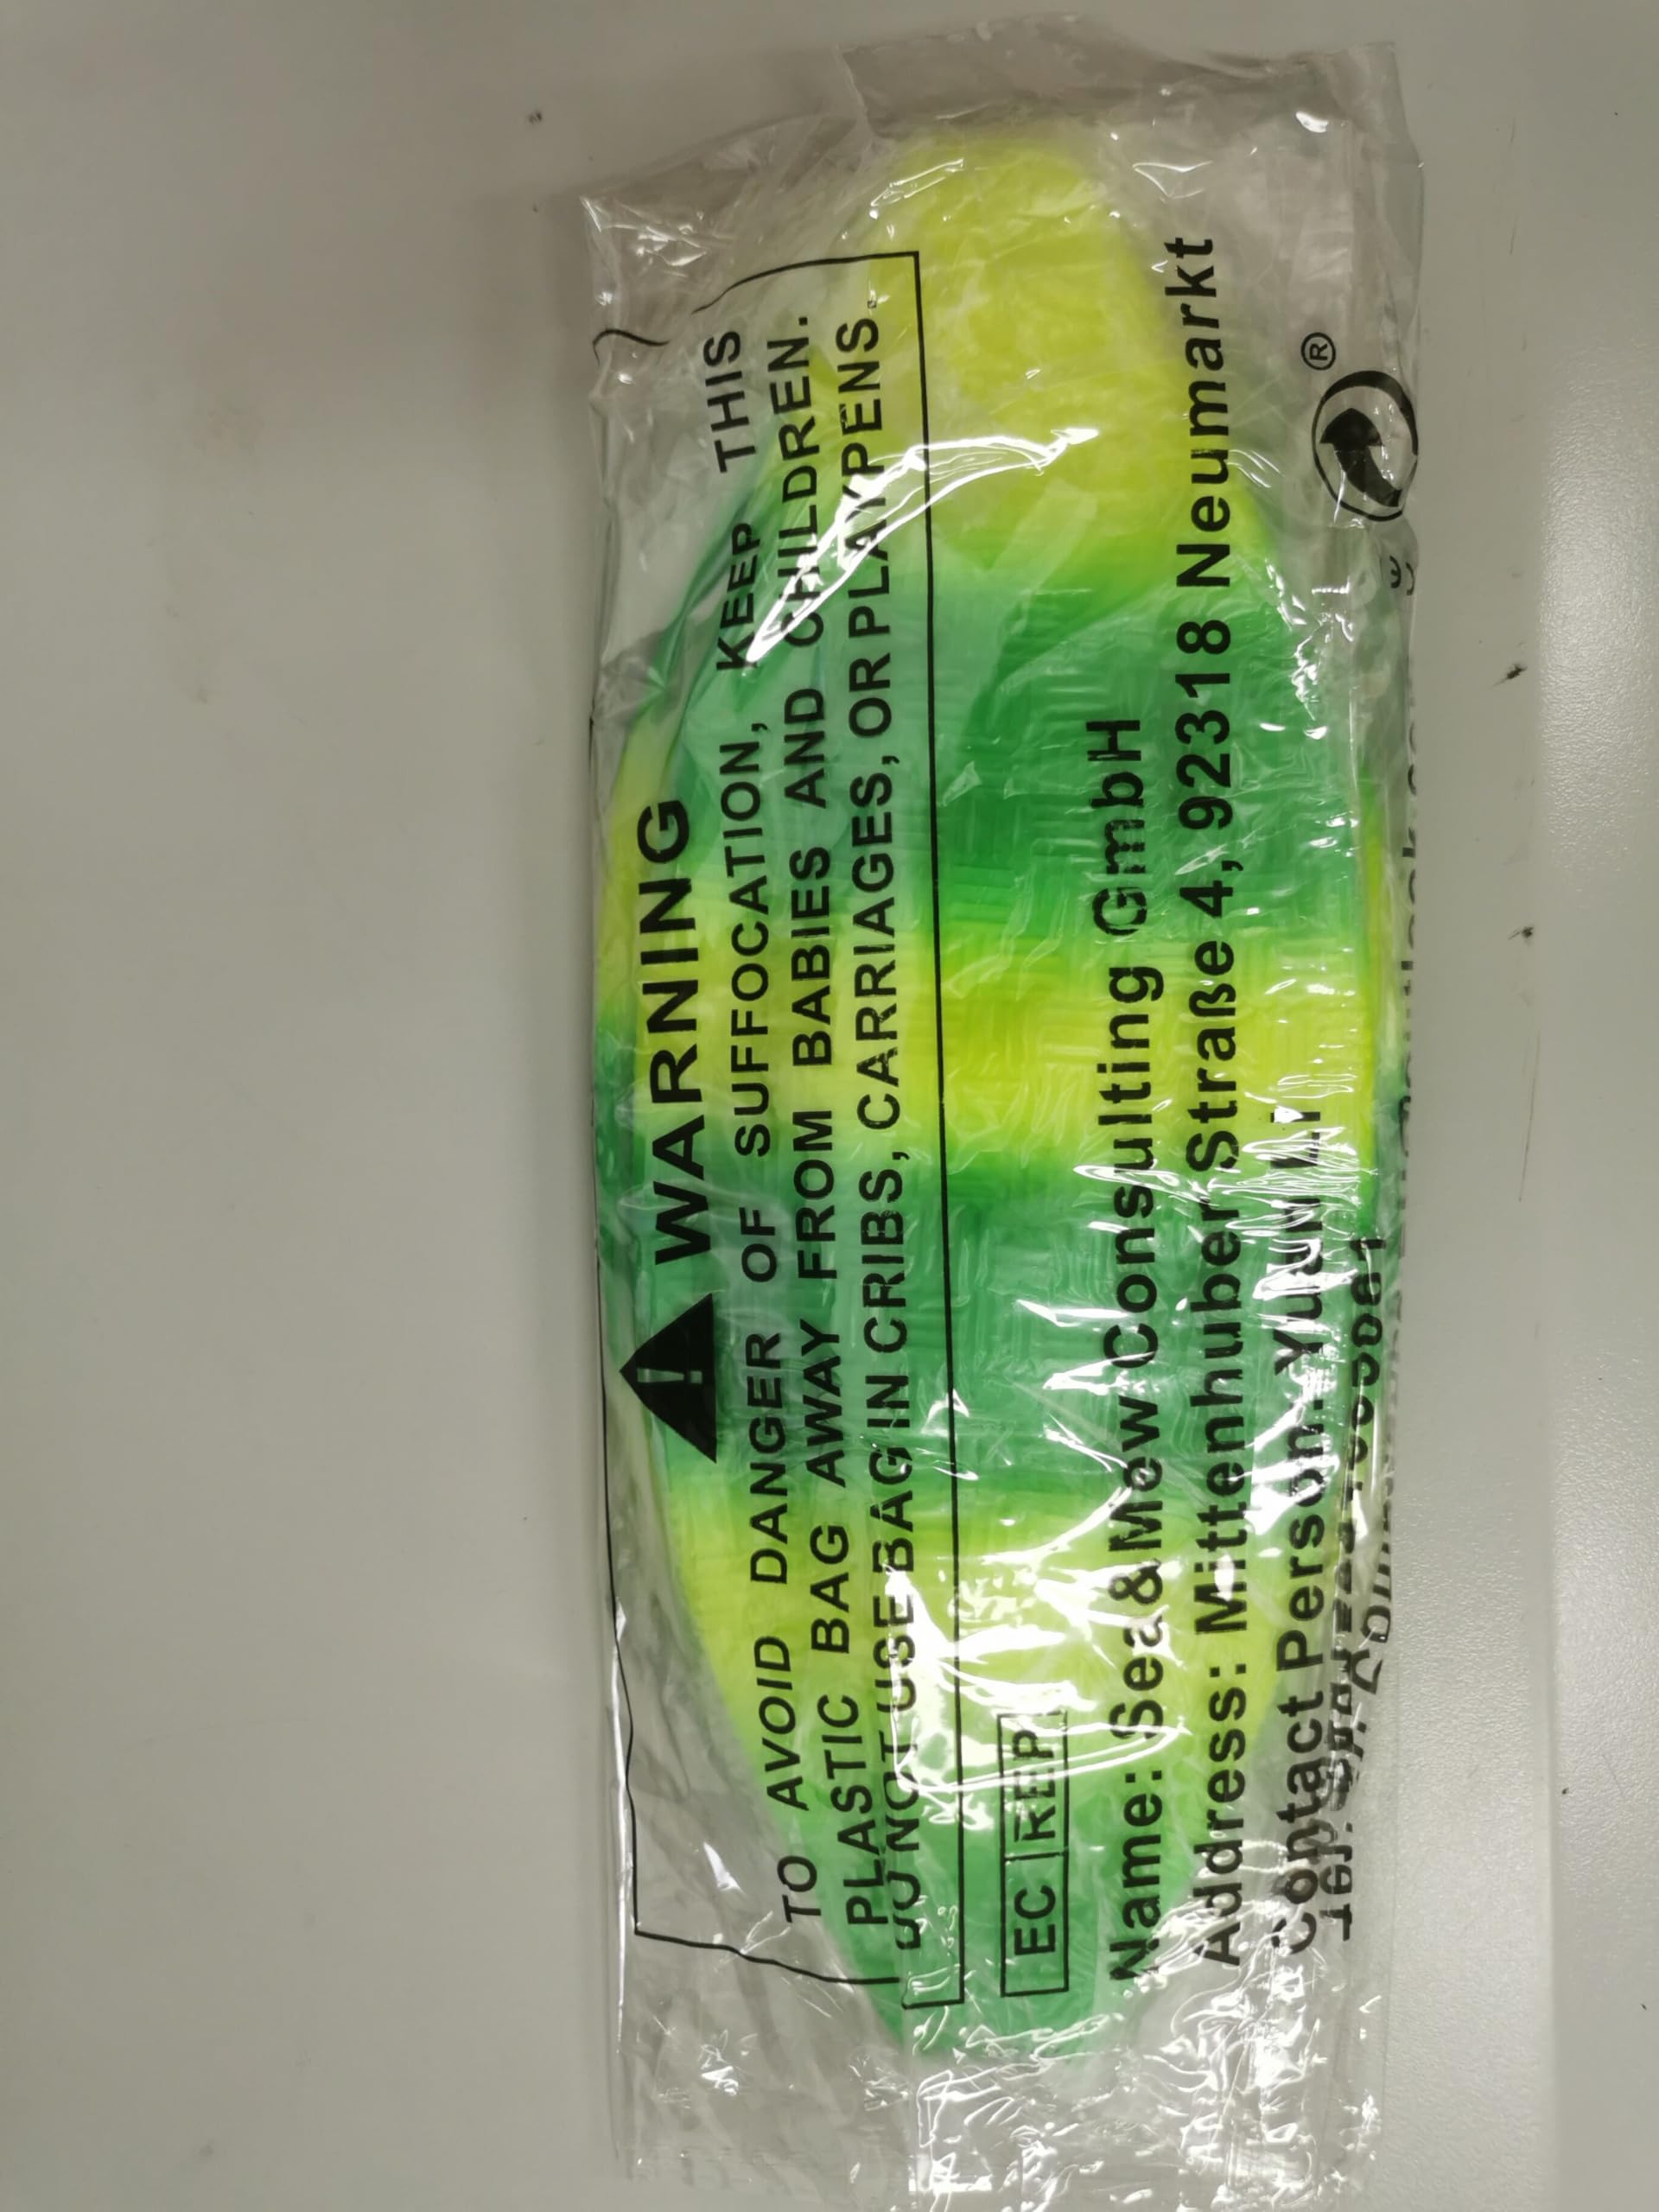 WARNING
TO AVOID DANGER OF SUFFOCATION, KEEP THIS
PLASTIC BAG AWAY FROM BABIES AND CHILDREN.
DO NOT USE BAG IN CRIBS, CARRIAGES, OR PLAYPENS.
EC REP
Name: Sea&Mew Consulting GmbH
Address: Mittenhuber Straße 4, 92318 Neumarkt
Contact Person: Yuan Li
®